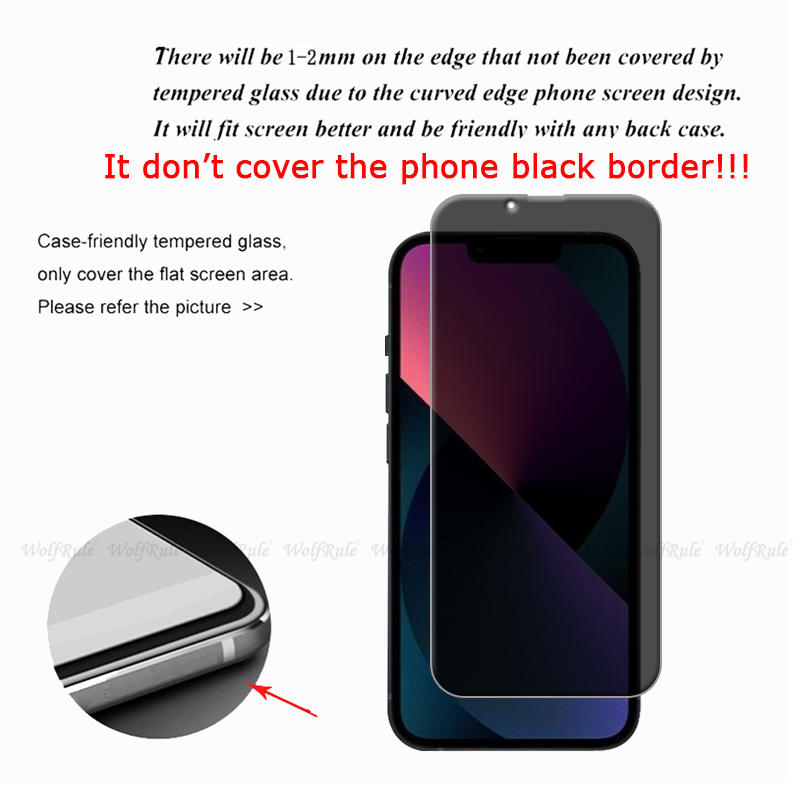 There will be 1-2mm on the edge that not been covered by
tempered glass due to the curved edge phone screen design.
It will fit screen better and be friendly with any back case.
It don't cover the phone black border!!!
Case-friendly tempered glass,
only cover the flat screen area.
Please refer the picture >>
WolfRule® WolfRule® WolfRule® WolfRule® WolfRule® WolfRule® WolfRule® WolfRule® WolfRule®